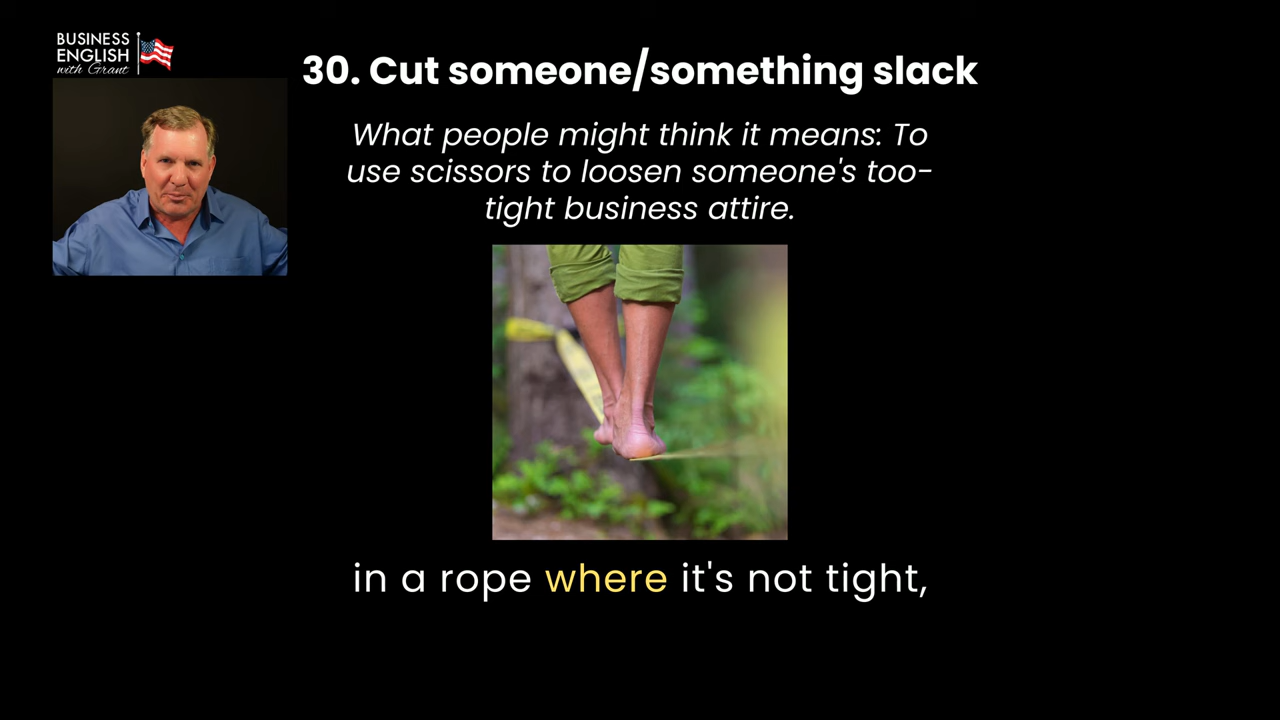 BUSINESS
ENGLISH
with Grant
30. Cut someone/something slack
What people might think it means: To
use scissors to loosen someone's too-
tight business attire.
in a rope where it's not tight,